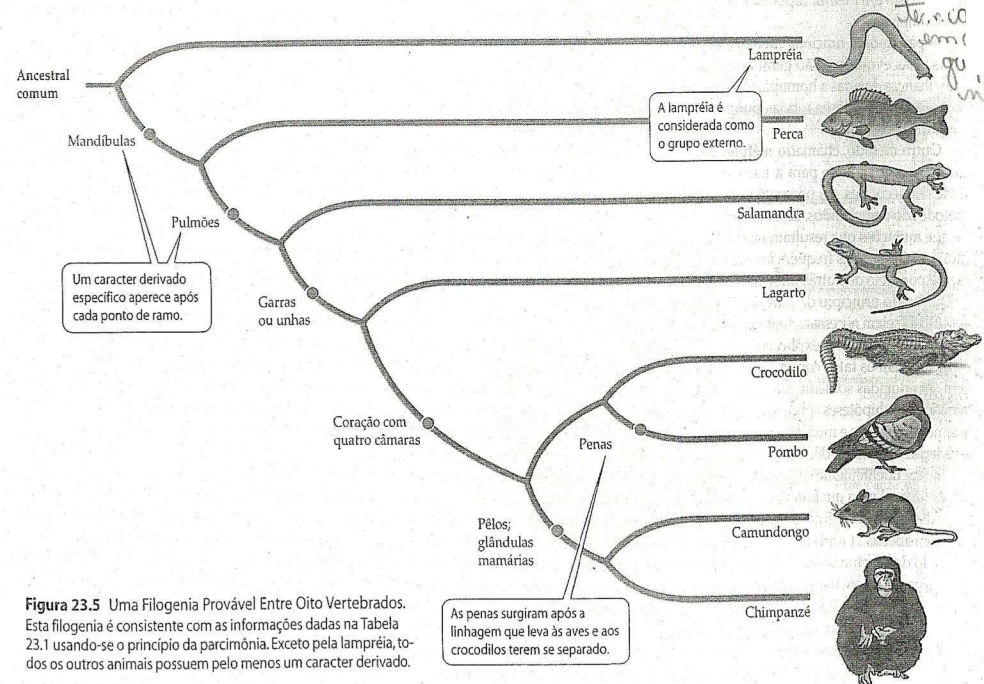 Ancestral
comum
Lampréia
A lampréia é
considerada como
o grupo externo.
Mandíbulas
Perca
Pulmões
Salamandra
Um caracter derivado
específico aparece após
cada ponto de ramo.
Garras
ou unhas
Lagarto
Crocodilo
Coração com
quatro câmaras
Penas
Pombo
Pêlos;
glândulas
mamárias
Camundongo
Chimpanzé
As penas surgiram após a
linhagem que leva às aves e aos
crocodilos terem se separado.
Figura 23.5 Uma Filogenia Provável Entre Oito Vertebrados.
Esta filogenia é consistente com as informações dadas na Tabela
23.1 usando-se o princípio da parcimônia. Exceto pela lampréia, to-
dos os outros animais possuem pelo menos um caracter derivado.